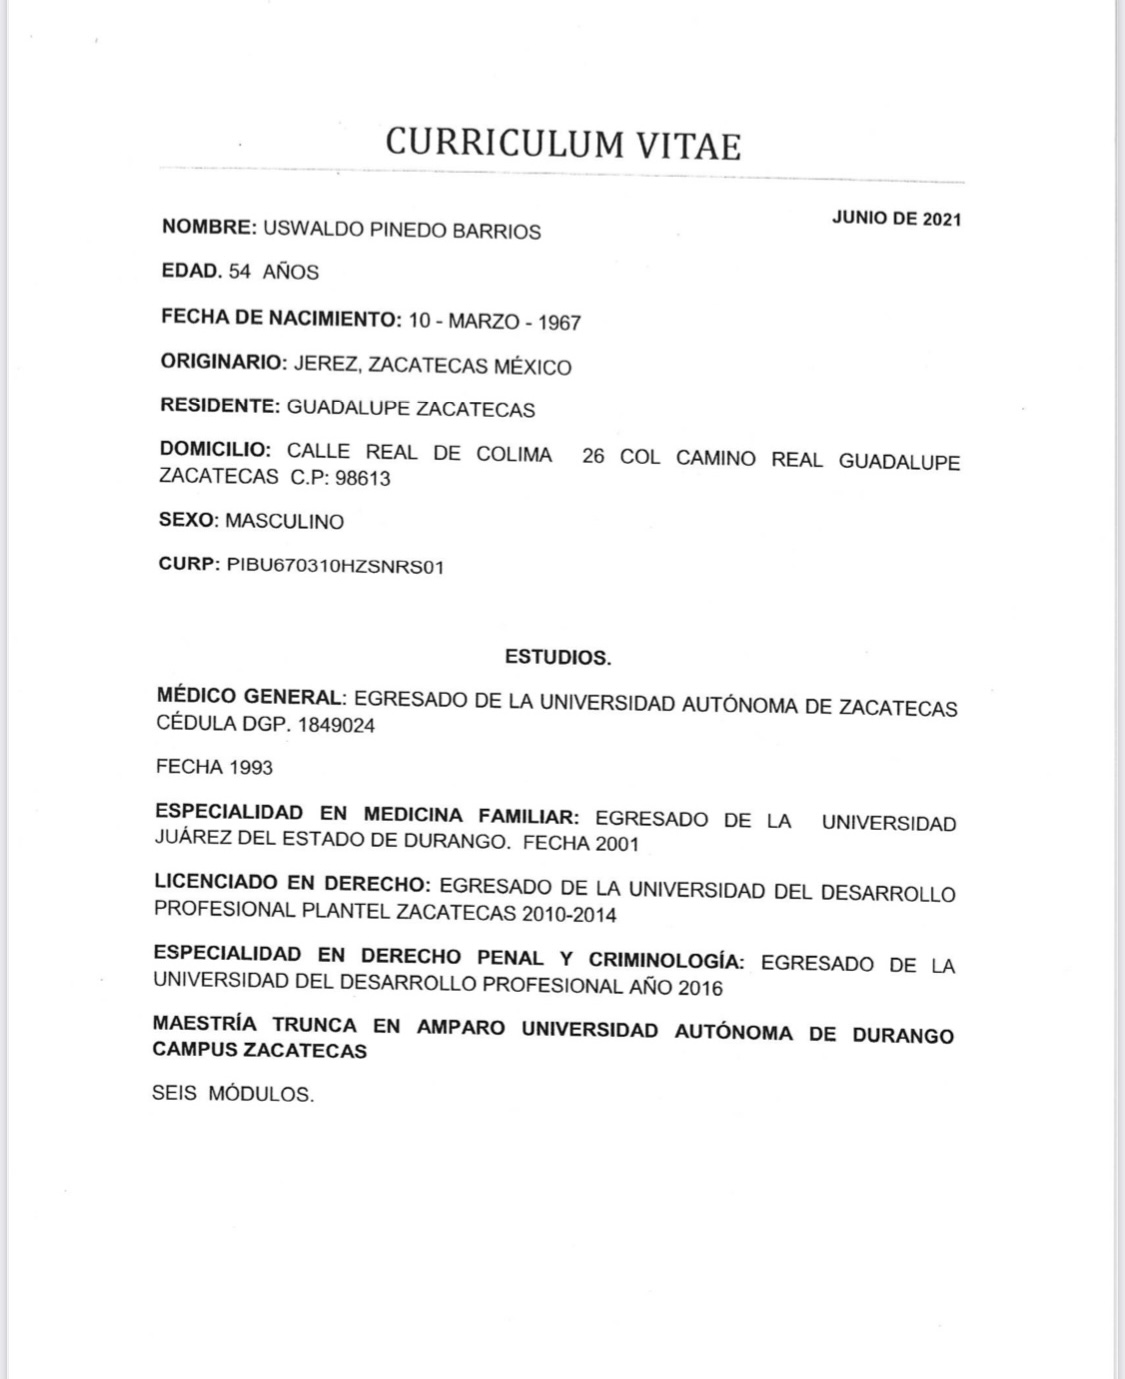 CURRICULUM VITAE
JUNIO DE 2021
NOMBRE: USWALDO PINEDO BARRIOS
EDAD. 54 AÑOS
FECHA DE NACIMIENTO: 10 - MARZO - 1967
ORIGINARIO: JEREZ, ZACATECAS MÉXICO
RESIDENTE: GUADALUPE ZACATECAS
DOMICILIO: CALLE REAL DE COLIMA 26 COL CAMINO REAL GUADALUPE
ZACATECAS C.P: 98613
SEXO: MASCULINO
CURP: PIBU670310HZSNRS01
ESTUDIOS.
MÉDICO GENERAL: EGRESADO DE LA UNIVERSIDAD AUTÓNOMA DE ZACATECAS
CÉDULA DGP. 1849024
FECHA 1993
ESPECIALIDAD EN MEDICINA FAMILIAR: EGRESADO DE LA UNIVERSIDAD
JUÁREZ DEL ESTADO DE DURANGO. FECHA 2001
LICENCIADO EN DERECHO: EGRESADO DE LA UNIVERSIDAD DEL DESARROLLO
PROFESIONAL PLANTEL ZACATECAS 2010-2014
ESPECIALIDAD EN DERECHO PENAL Y CRIMINOLOGÍA: EGRESADO DE LA
UNIVERSIDAD DEL DESARROLLO PROFESIONAL AÑO 2016
MAESTRÍA TRUNCA EN AMPARO UNIVERSIDAD AUTÓNOMA DE DURANGO
CAMPUS ZACATECAS
SEIS MÓDULOS.